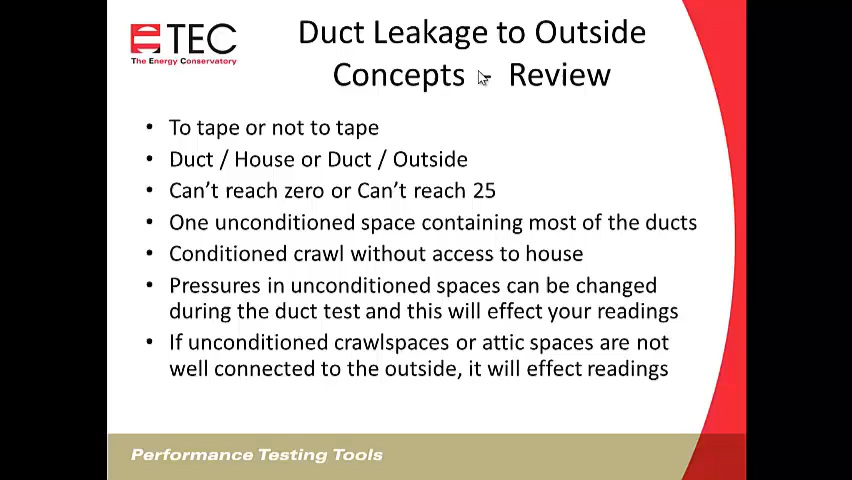 TEC
The Energy Conservatory
Duct Leakage to Outside
Concepts - Review
• To tape or not to tape
• Duct / House or Duct / Outside
• Can't reach zero or Can't reach 25
• One unconditioned space containing most of the ducts
• Conditioned crawl without access to house
• Pressures in unconditioned spaces can be changed
during the duct test and this will effect your readings
• If unconditioned crawlspaces or attic spaces are not
well connected to the outside, it will effect readings
Performance Testing Tools